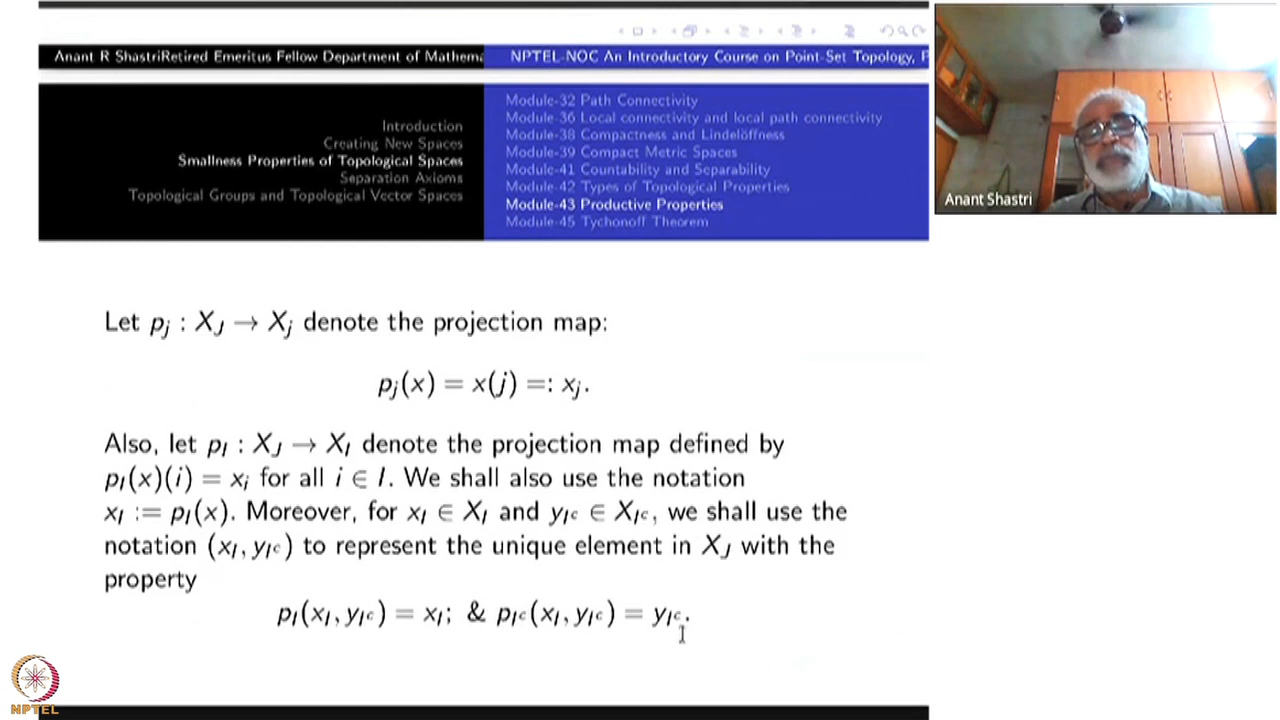 Anant R ShastriRetired Emeritus Fellow Department of Mathema
NPTEL-NOC An Introductory Course on Point-Set Topology, P
Introduction
Creating New Spaces
Smallness Properties of Topological Spaces
Separation Axioms
Topological Groups and Topological Vector Spaces
Module-32 Path Connectivity
Module-36 Local connectivity and local path connectivity
Module-38 Compactness and Lindelöffness
Module-39 Compact Metric Spaces
Module-41 Countability and Separability
Module-42 Types of Topological Properties
Module-43 Productive Properties
Module-45 Tychonoff Theorem
Anant Shastri
Let p_j : X_J → X_j denote the projection map:
p_j(x) = x(j) =: x_j.
Also, let p_I : X_J → X_I denote the projection map defined by
p_I(x)(i) = x_i for all i ∈ I. We shall also use the notation
x_I := p_I(x). Moreover, for x_I ∈ X_I and y_{I^c} ∈ X_{I^c}, we shall use the
notation (x_I, y_{I^c}) to represent the unique element in X_J with the
property
p_I(x_I, y_{I^c}) = x_I; & p_{I^c}(x_I, y_{I^c}) = y_{I^c}.
NPTEL